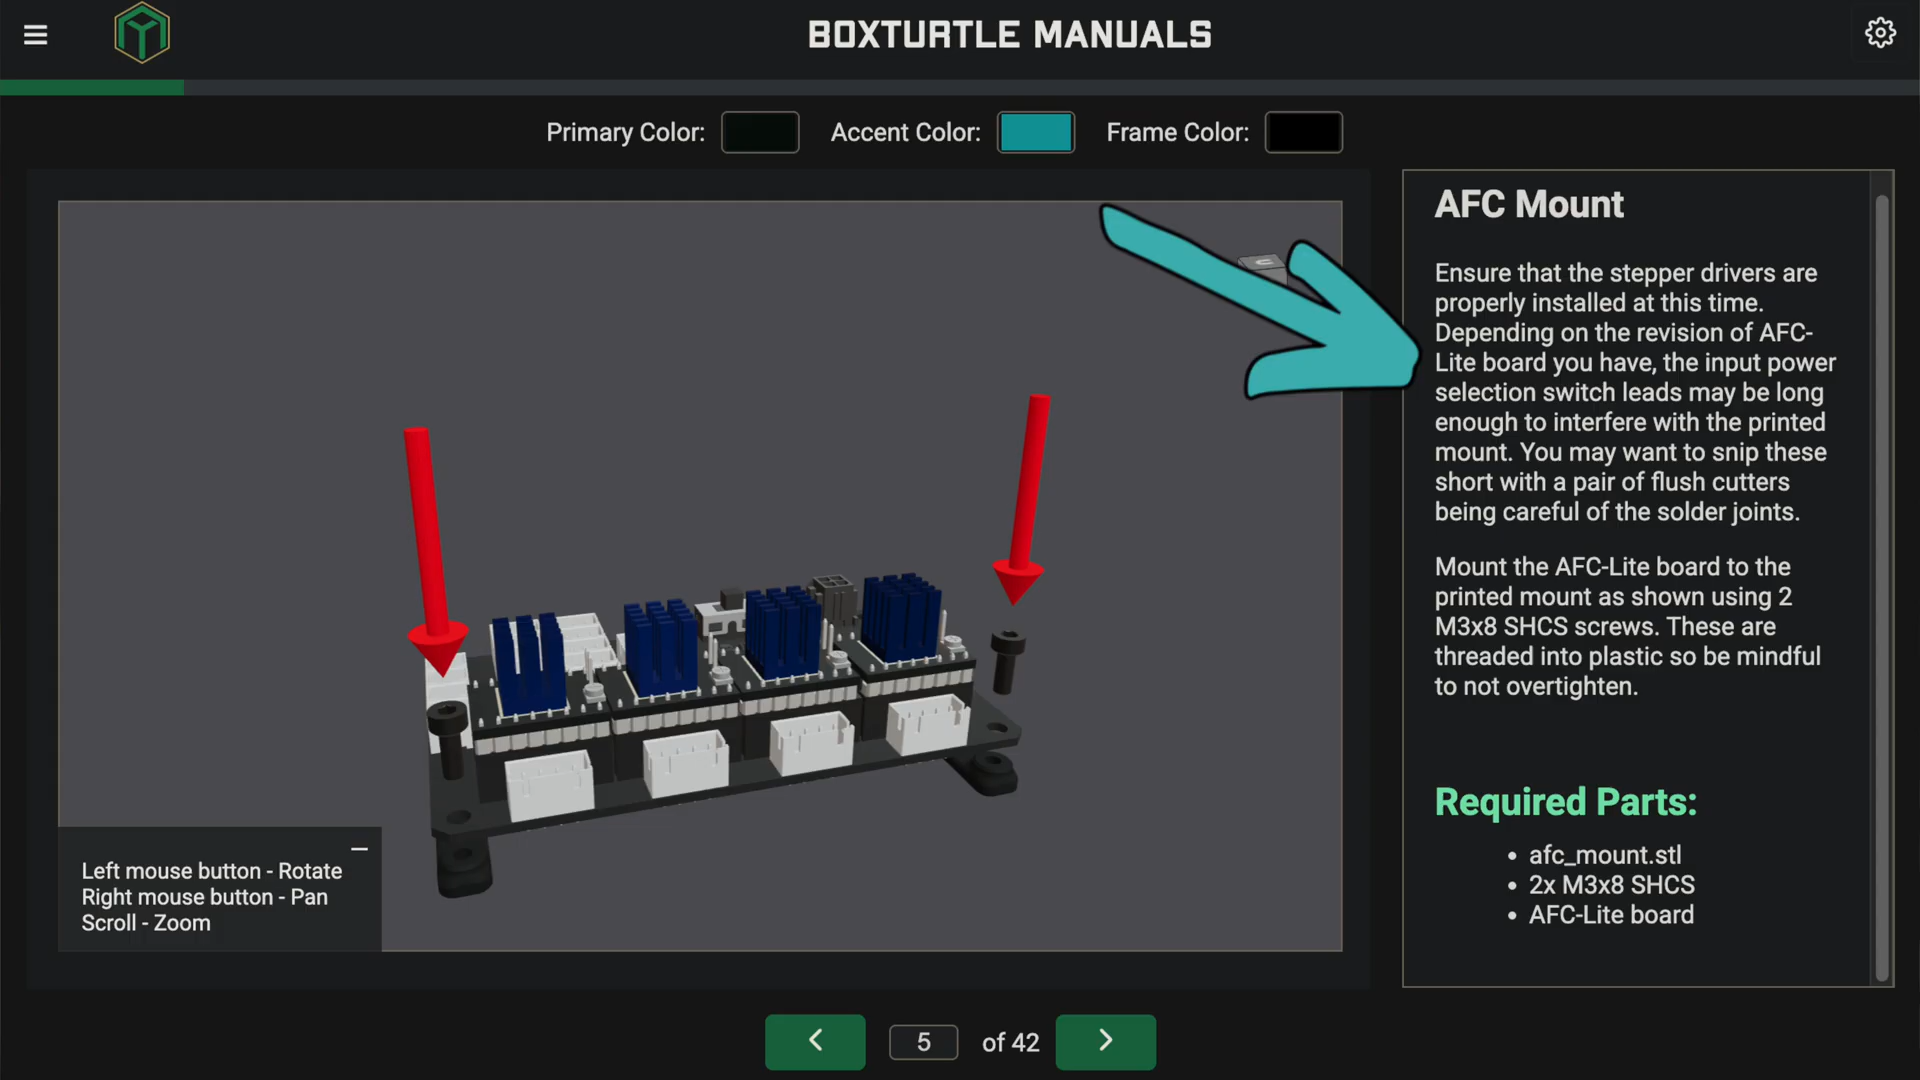 BOXTURTLE MANUALS
Primary Color:
Accent Color:
Frame Color:
AFC Mount
Ensure that the stepper drivers are
properly installed at this time.
Depending on the revision of AFC-
Lite board you have, the input power
selection switch leads may be long
enough to interfere with the printed
mount. You may want to snip these
short with a pair of flush cutters
being careful of the solder joints.
Mount the AFC-Lite board to the
printed mount as shown using 2
M3x8 SHCS screws. These are
threaded into plastic so be mindful
to not overtighten.
Required Parts:
• afc_mount.stl
• 2x M3x8 SHCS
• AFC-Lite board
Left mouse button - Rotate
Right mouse button - Pan
Scroll - Zoom
5
of 42